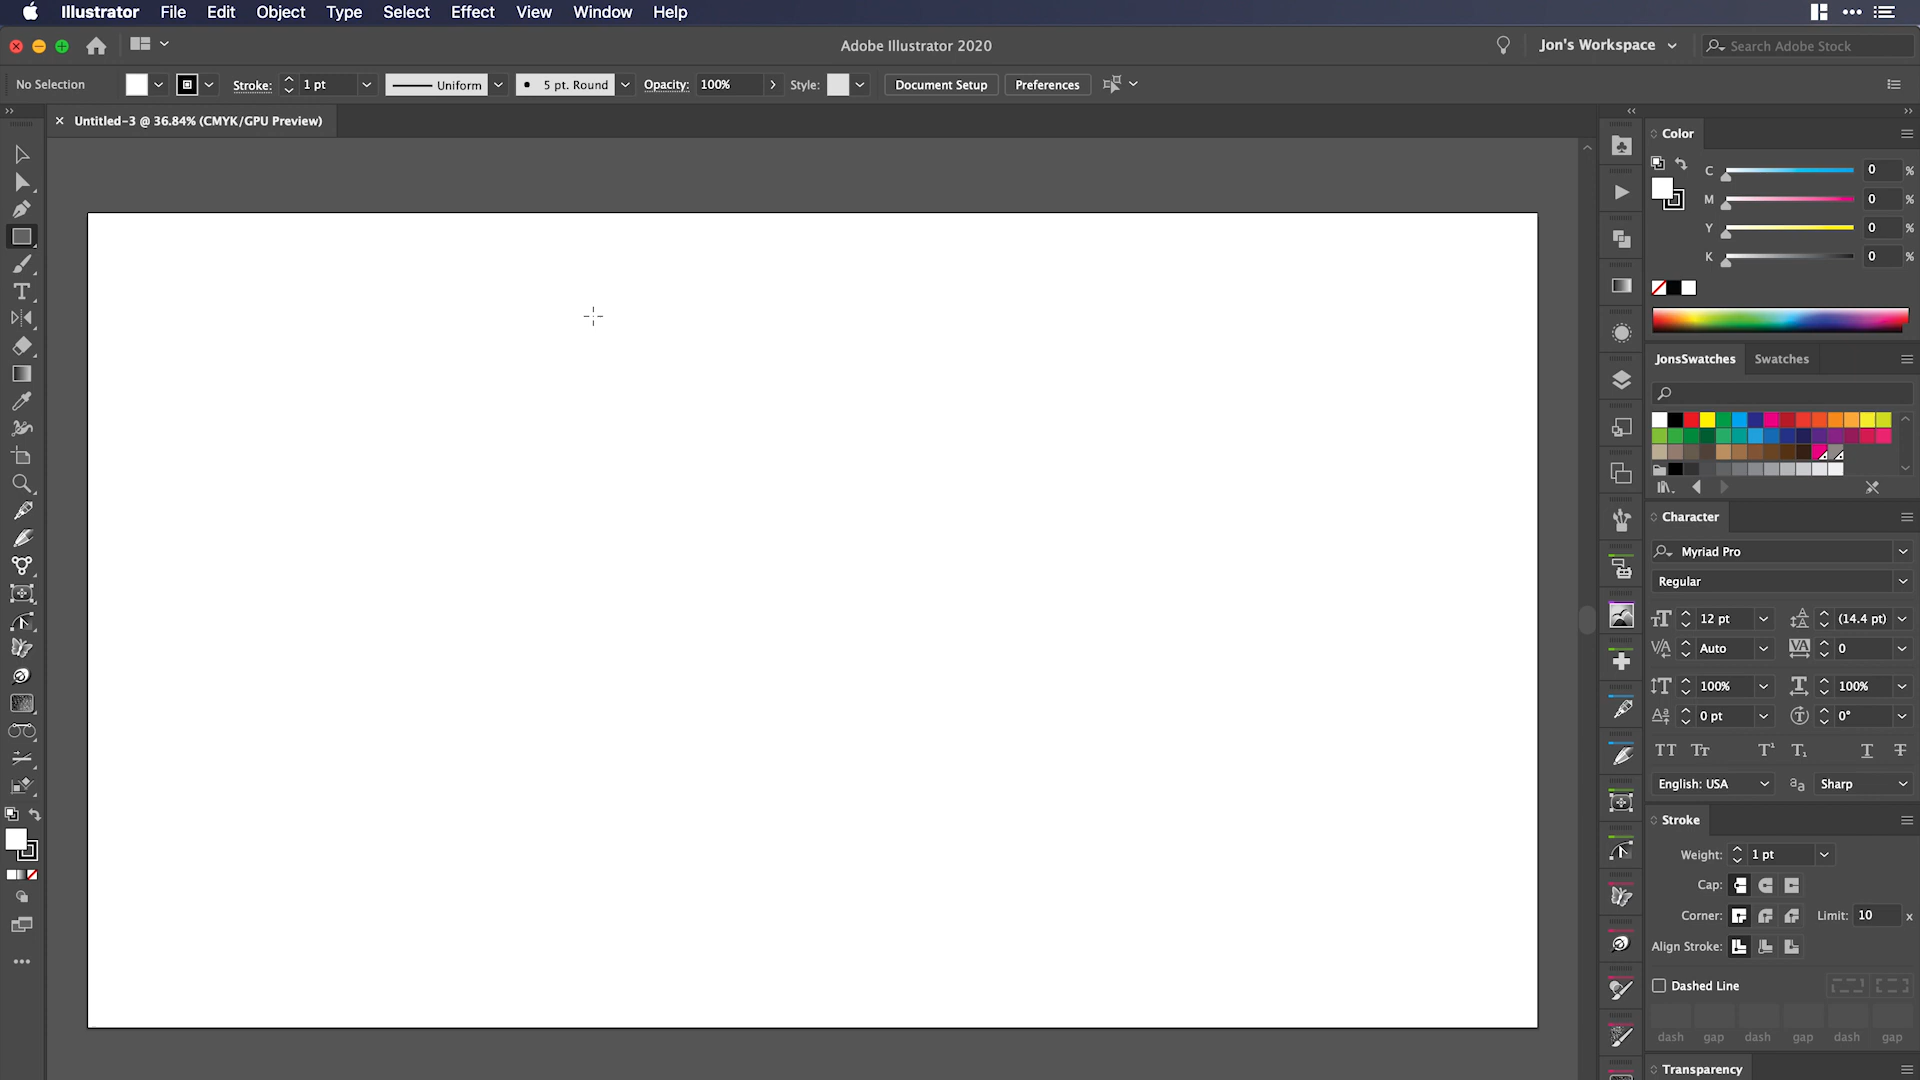 Illustrator File Edit Object Type Select Effect View Window Help
Adobe Illustrator 2020
Jon's Workspace
Search Adobe Stock
No Selection
Stroke: 1 pt
Uniform
5 pt. Round
Opacity: 100%
Style:
Document Setup
Preferences
Untitled-3 @ 36.84% (CMYK/GPU Preview)
Color
C 0 %
M 0 %
Y 0 %
K 0 %
JonsSwatches Swatches
Character
Myriad Pro
Regular
12 pt (14.4 pt)
Auto 0
100% 100%
0 pt 0°
English: USA Sharp
Stroke
Weight: 1 pt
Cap:
Corner: Limit: 10 x
Align Stroke:
Dashed Line
dash gap dash gap dash gap
Transparency